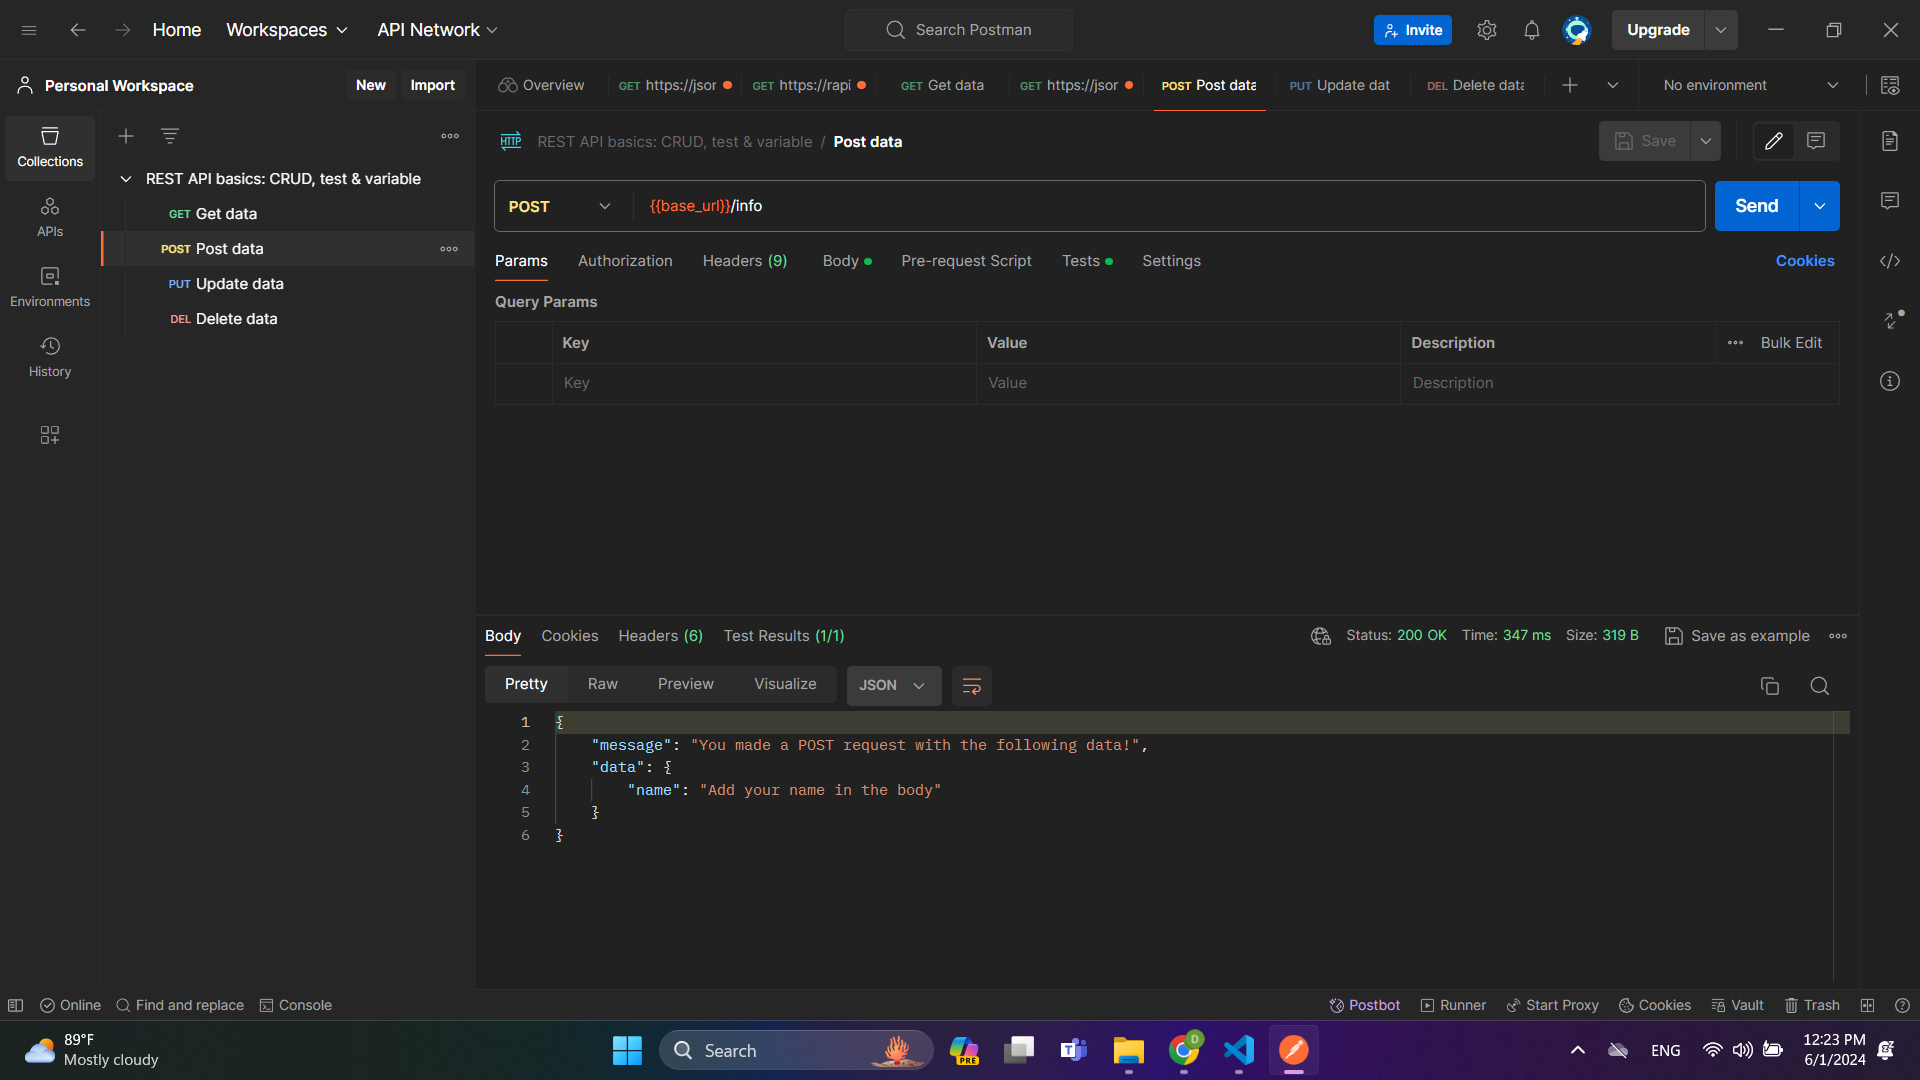 Home Workspaces API Network Search Postman Invite Upgrade
Personal Workspace New Import Overview GET https://jsor GET https://rapi GET Get data GET https://jsor POST Post data PUT Update dat DEL Delete data No environment
Collections
APIs
Environments
History
REST API basics: CRUD, test & variable
GET Get data
POST Post data
PUT Update data
DEL Delete data
HTTP REST API basics: CRUD, test & variable / Post data Save
POST {{base_url}}/info Send
Params Authorization Headers (9) Body Pre-request Script Tests Settings Cookies
Query Params
Key Value Description Bulk Edit
Key Value Description
Body Cookies Headers (6) Test Results (1/1) Status: 200 OK Time: 347 ms Size: 319 B Save as example
Pretty Raw Preview Visualize JSON
1 {
2 "message": "You made a POST request with the following data!",
3 "data": {
4 "name": "Add your name in the body"
5 }
6 }
Online Find and replace Console Postbot Runner Start Proxy Cookies Vault Trash
89°F
Mostly cloudy
Search PRE T D ENG
12:23 PM
6/1/2024